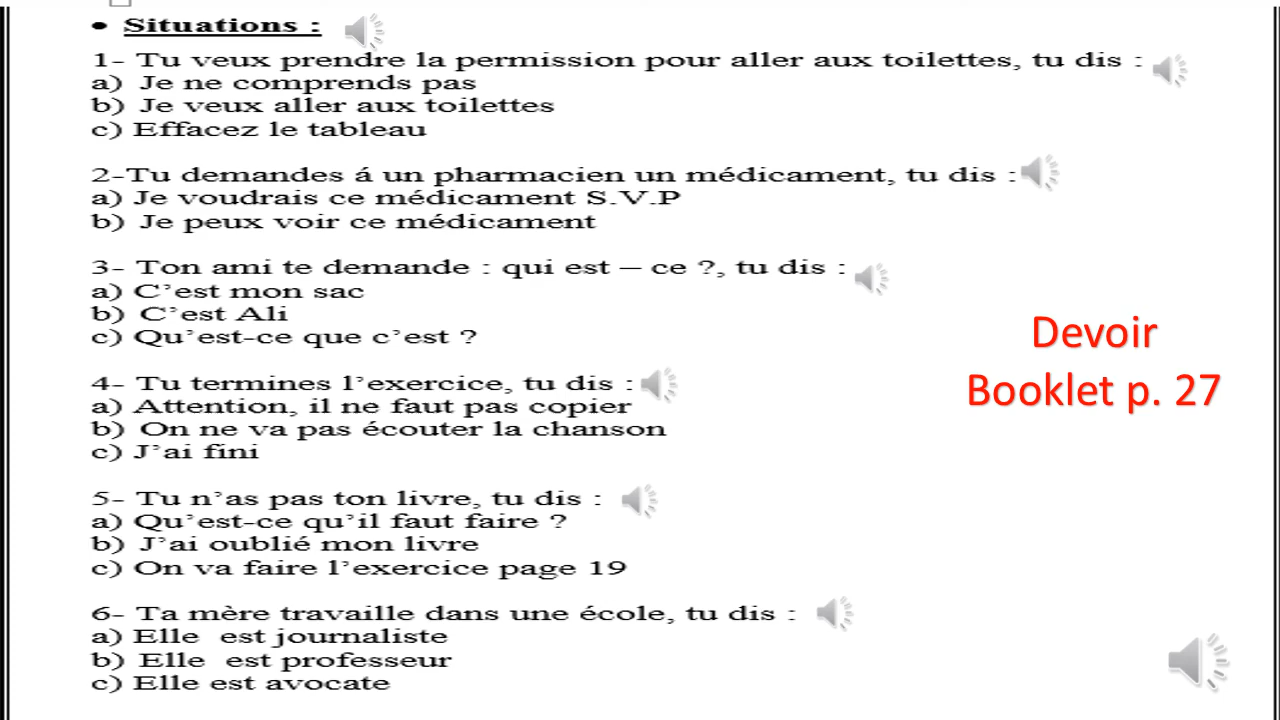 • Situations :
1- Tu veux prendre la permission pour aller aux toilettes, tu dis :
a) Je ne comprends pas
b) Je veux aller aux toilettes
c) Effacez le tableau
2-Tu demandes á un pharmacien un médicament, tu dis :
a) Je voudrais ce médicament S.V.P
b) Je peux voir ce médicament
3- Ton ami te demande : qui est – ce ?, tu dis :
a) C’est mon sac
b) C’est Ali
c) Qu’est-ce que c’est ?
4- Tu termines l’exercice, tu dis :
a) Attention, il ne faut pas copier
b) On ne va pas écouter la chanson
c) J’ai fini
5- Tu n’as pas ton livre, tu dis :
a) Qu’est-ce qu’il faut faire ?
b) J’ai oublié mon livre
c) On va faire l’exercice page 19
6- Ta mère travaille dans une école, tu dis :
a) Elle est journaliste
b) Elle est professeur
c) Elle est avocate
Devoir
Booklet p. 27